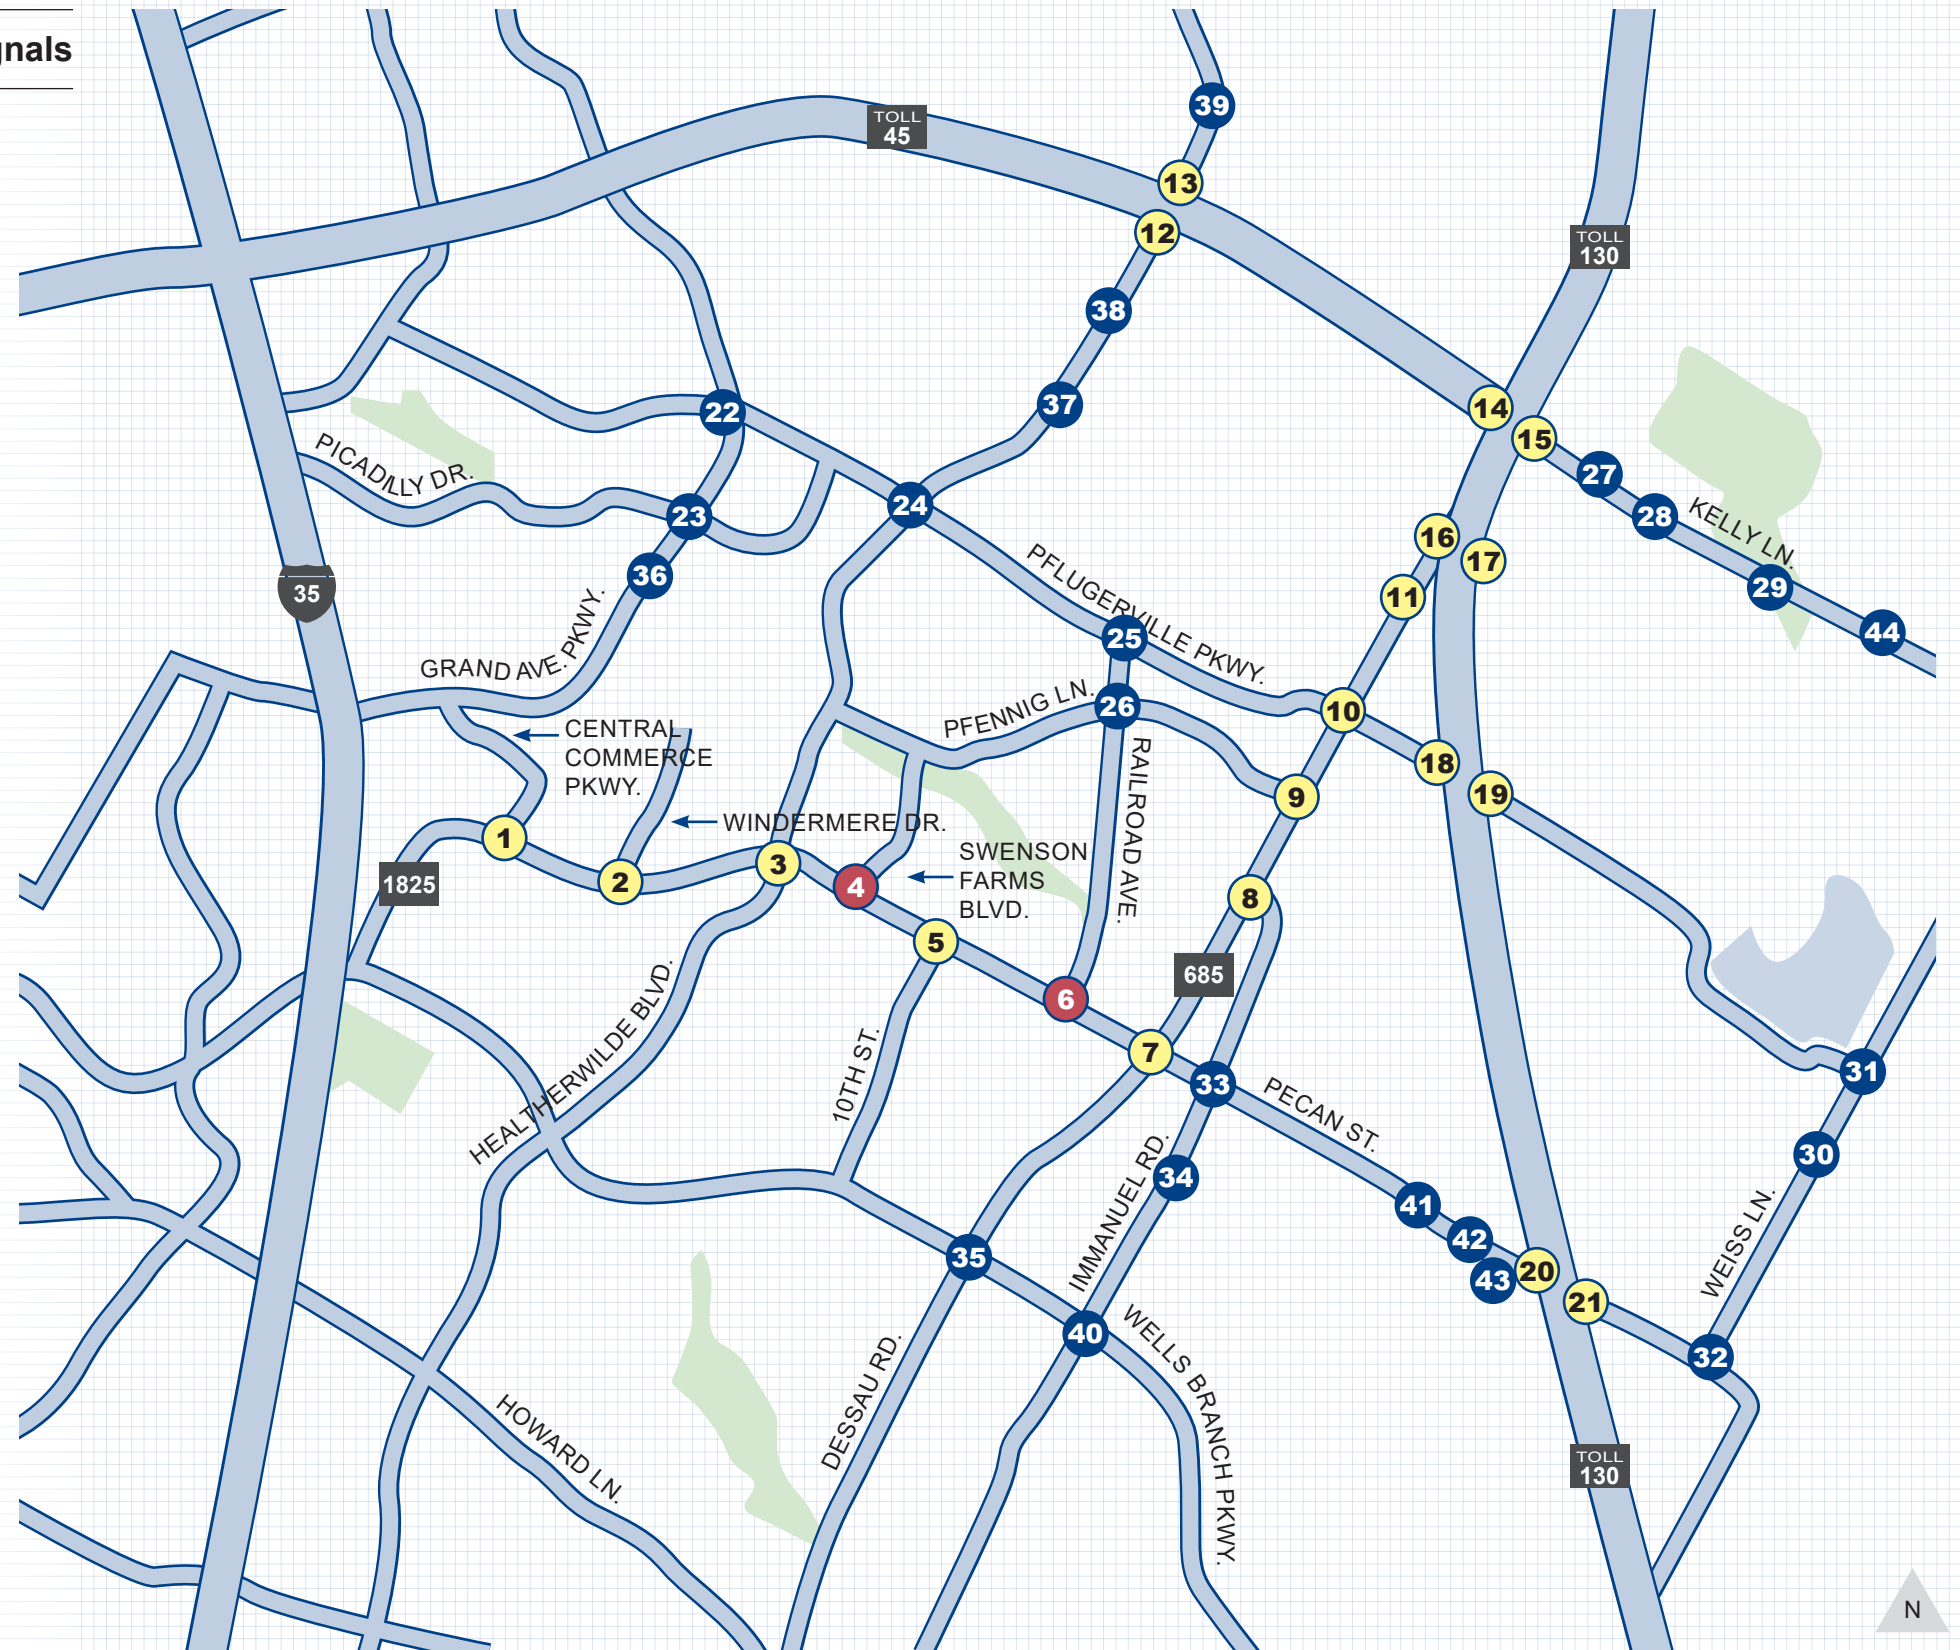 gnals
39
TOLL
45
13
12
TOLL
130
38
37
14
22
15
PICADILLY DR.
27
24
28
KELLY LN.
23
16
PFLUGERVILLE PKWY.
17
36
29
35
11
44
25
GRAND AVE. PKWY.
PFENNIG LN.
26
10
CENTRAL
COMMERCE
PKWY.
RAILROAD AVE.
18
19
9
WINDERMERE DR.
1
3
SWENSON
FARMS
BLVD.
1825
2
4
8
5
685
6
HEALTHERWILDE BLVD.
10TH ST.
7
31
33
PECAN ST.
30
34
IMMANUEL RD.
41
WEISS LN.
42
35
43
20
21
40
WELLS BRANCH PKWY.
32
DESSAU RD.
HOWARD LN.
TOLL
130
N